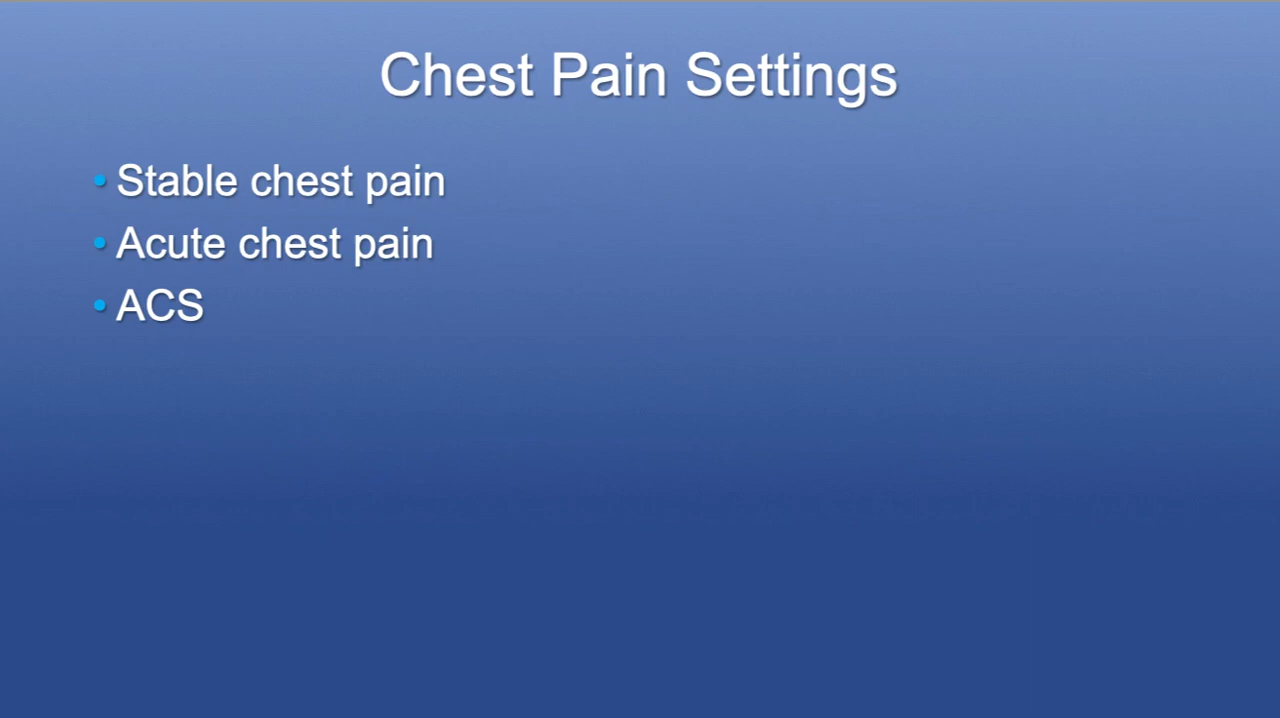 Chest Pain Settings
• Stable chest pain
• Acute chest pain
• ACS